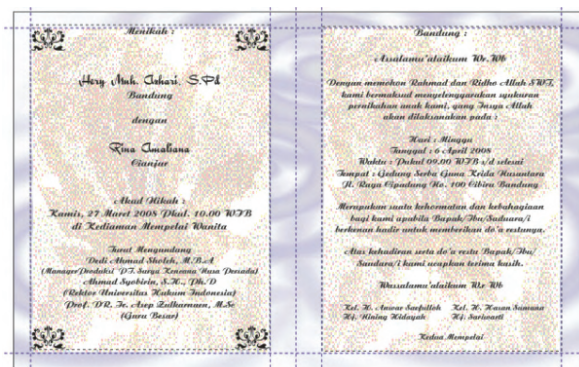 Menikah :
Hery Muh. Ashari, S.Pd
Bandung
dengan
Rina Amaliana
Cianjur
Akad Nikah :
Kamis, 27 Maret 2008 Pkul. 10.00 WIB
di Kediaman Mempelai Wanita
Turut Mengundang
Dedi Ahmad Sholeh, M.B.A
(Manager Produksi PT. Surya Kencana Nusa Persada)
Ahmad Syobirin, S.H., Ph.D
(Rektor Universitas Hukum Indonesia)
Prof. DR. Ir. Asep Zulkarnaen, M.Sc
(Guru Besar)
Bandung :
Assalamu'alaikum Wr.Wb
Dengan memohon Rahmad dan Ridho Allah SWT,
kami bermaksud menyelenggarakan syukuran
pernikahan anak kami, yang Insya Allah
akan dilaksanakan pada :
Hari : Minggu
Tanggal : 6 April 2008
Waktu : Pukul 09.00 WIB s/d selesai
Tempat : Gedung Serba Guna Krida Nusantara
Jl. Raya Cipadung No. 100 Cibiru Bandung
Merupakan suatu kehormatan dan kebahagiaan
bagi kami apabila Bapak/Ibu/Saduara/i
berkenan hadir untuk memberikan do'a restunya.
Atas kehadiran serta do'a restu Bapak/Ibu/
Saudara/i kami ucapkan terima kasih.
Wassalamu'alaikum Wr Wb
Kel. H. Anwar Saefulloh Kel. H. Hasan Sumana
Hj. Nining Hidayah Hj. Sariwarti
Kedua Mempelai